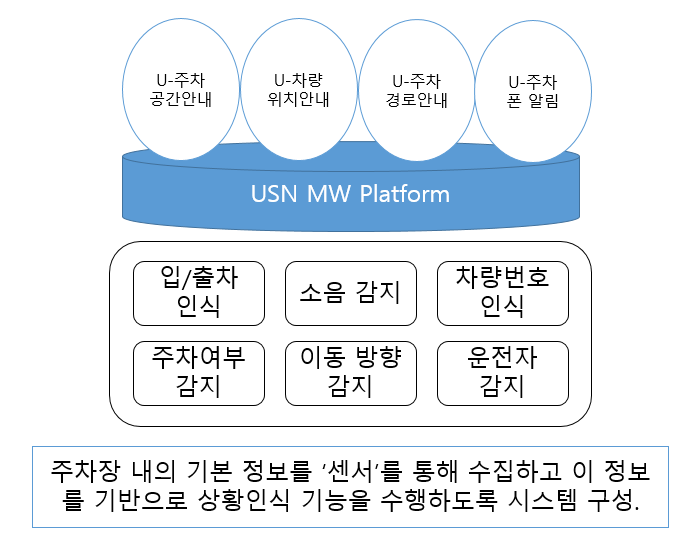 U-주차
공간안내
U-차량
위치안내
U-주차
경로안내
U-주차
폰 알림
USN MW Platform
입/출차
인식
소음 감지
차량번호
인식
주차여부
감지
이동 방향
감지
운전자
감지
주차장 내의 기본 정보를 ‘센서’를 통해 수집하고 이 정보
를 기반으로 상황인식 기능을 수행하도록 시스템 구성.